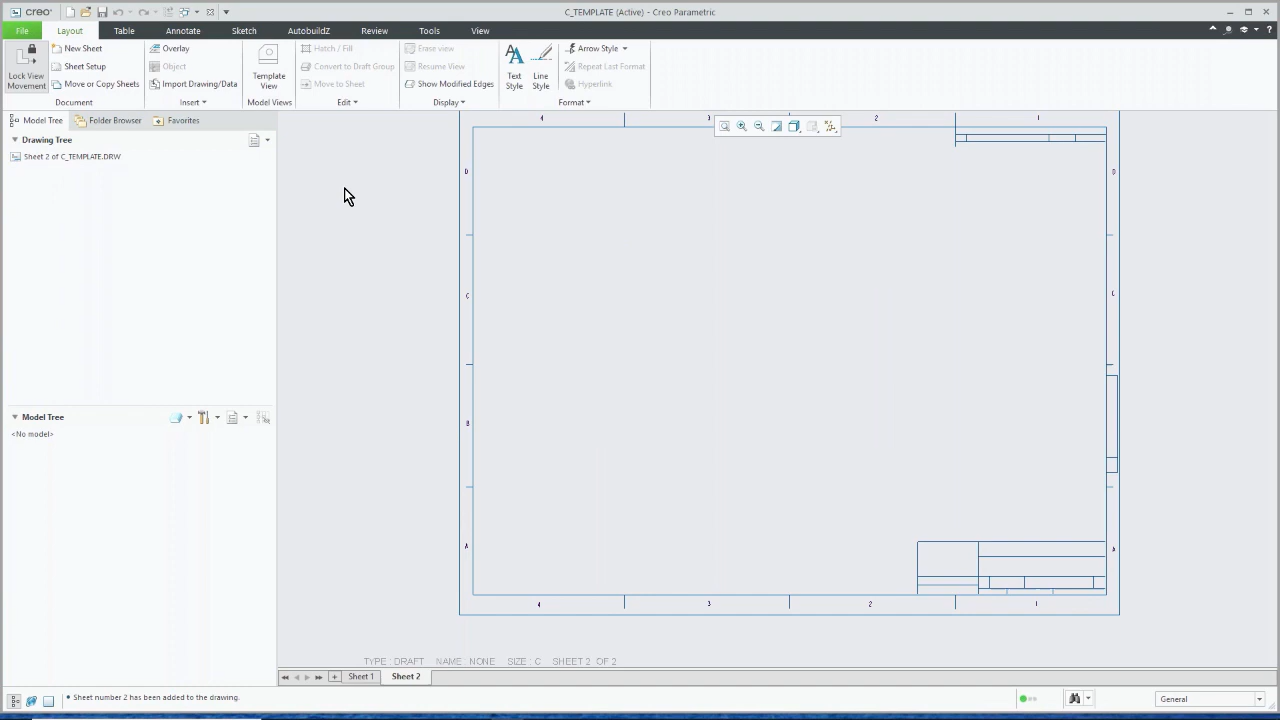 creo
C_TEMPLATE (Active) - Creo Parametric
File Layout Table Annotate Sketch AutobuildZ Review Tools View
Lock View Movement
New Sheet
Sheet Setup
Move or Copy Sheets
Document
Overlay
Object
Import Drawing/Data
Insert
Template View
Model Views
Hatch / Fill
Convert to Draft Group
Move to Sheet
Edit
Erase view
Resume View
Show Modified Edges
Display
Text Style
Line Style
Arrow Style
Repeat Last Format
Hyperlink
Format
Model Tree Folder Browser Favorites
Drawing Tree
Sheet 2 of C_TEMPLATE.DRW
Model Tree
<No model>
4 3 2 1
D D
C C
B
A A
4 3 2 1
TYPE : DRAFT NAME : NONE SIZE : C SHEET 2 OF 2
Sheet 1 Sheet 2
Sheet number 2 has been added to the drawing.
General